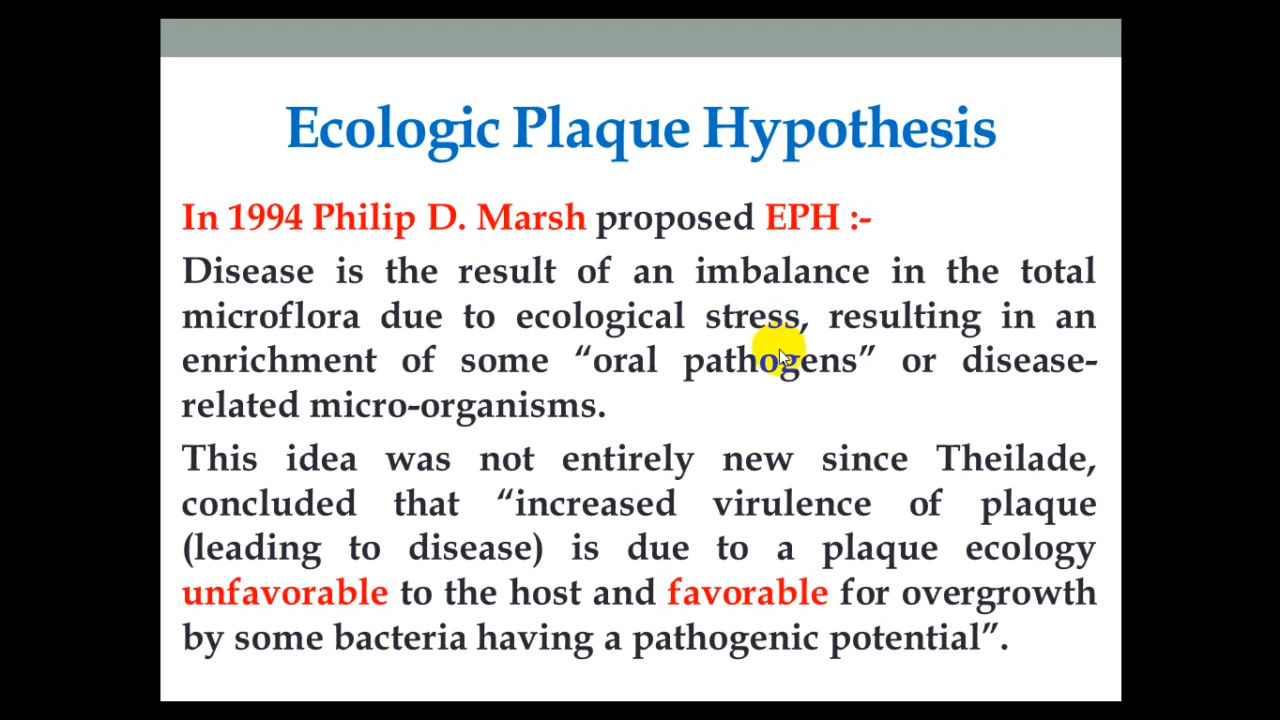 Ecologic Plaque Hypothesis
In 1994 Philip D. Marsh proposed EPH :-
Disease is the result of an imbalance in the total
microflora due to ecological stress, resulting in an
enrichment of some “oral pathogens” or disease-
related micro-organisms.
This idea was not entirely new since Theilade,
concluded that “increased virulence of plaque
(leading to disease) is due to a plaque ecology
unfavorable to the host and favorable for overgrowth
by some bacteria having a pathogenic potential”.